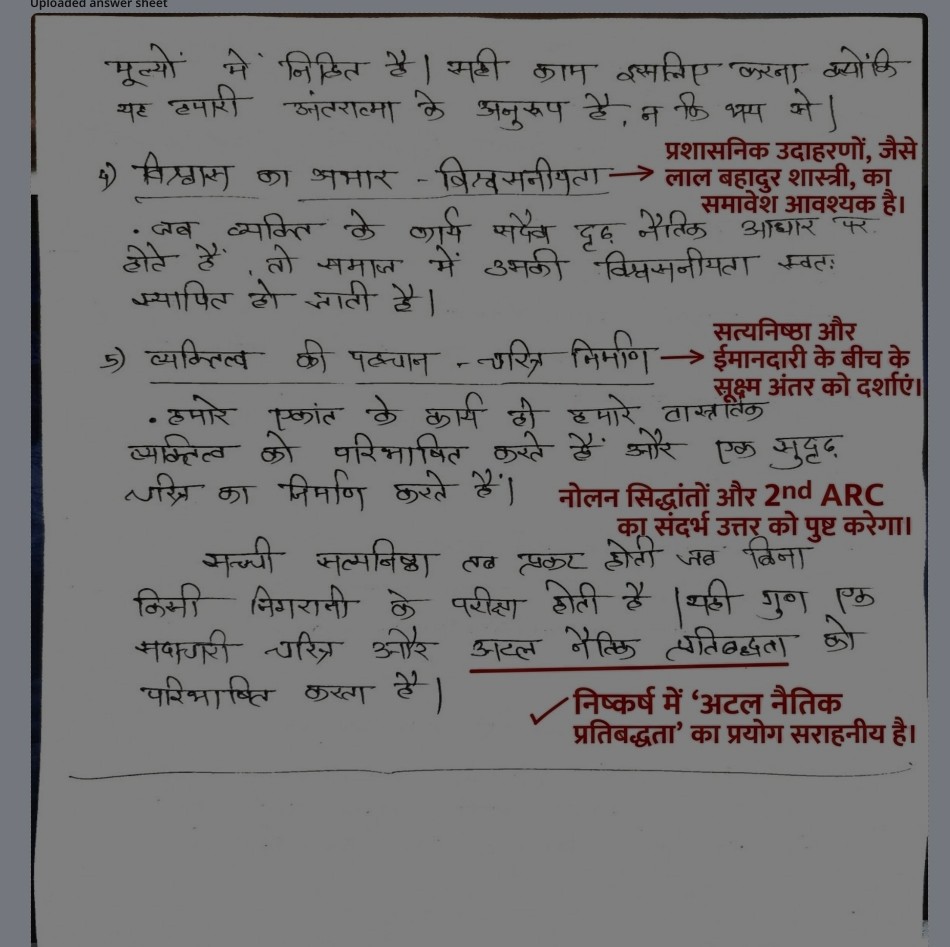 Uploaded answer sheet
मूल्यों में निहित है। सही काम इसलिए करना क्योंकि
यह हमारी अंतरात्मा के अनुरूप है, न कि भय से।
प्रशासनिक उदाहरणों, जैसे
4) विश्वास का आधार - विश्वसनीयता → लाल बहादुर शास्त्री, का
समावेश आवश्यक है।
• जब व्यक्ति के कार्य सदैव दृढ़ नैतिक आधार पर
होते हैं, तो समाज में उसकी विश्वसनीयता स्वतः
स्थापित हो जाती है।
सत्यनिष्ठा और
5) व्यक्तित्व की पहचान - चरित्र निर्माण → ईमानदारी के बीच के
सूक्ष्म अंतर को दर्शाएं।
• हमारे एकांत के कार्य ही हमारे वास्तविक
व्यक्तित्व को परिभाषित करते हैं और एक सुदृढ़
चरित्र का निर्माण करते हैं।
नोलन सिद्धांतों और 2nd ARC
का संदर्भ उत्तर को पुष्ट करेगा।
सच्ची सत्यनिष्ठा तब प्रकट होती जब बिना
किसी निगरानी के परीक्षा होती है। यही गुण एक
सदाचारी चरित्र और अटल नैतिक प्रतिबद्धता को
परिभाषित करता है।
✓ निष्कर्ष में ‘अटल नैतिक
प्रतिबद्धता’ का प्रयोग सराहनीय है।